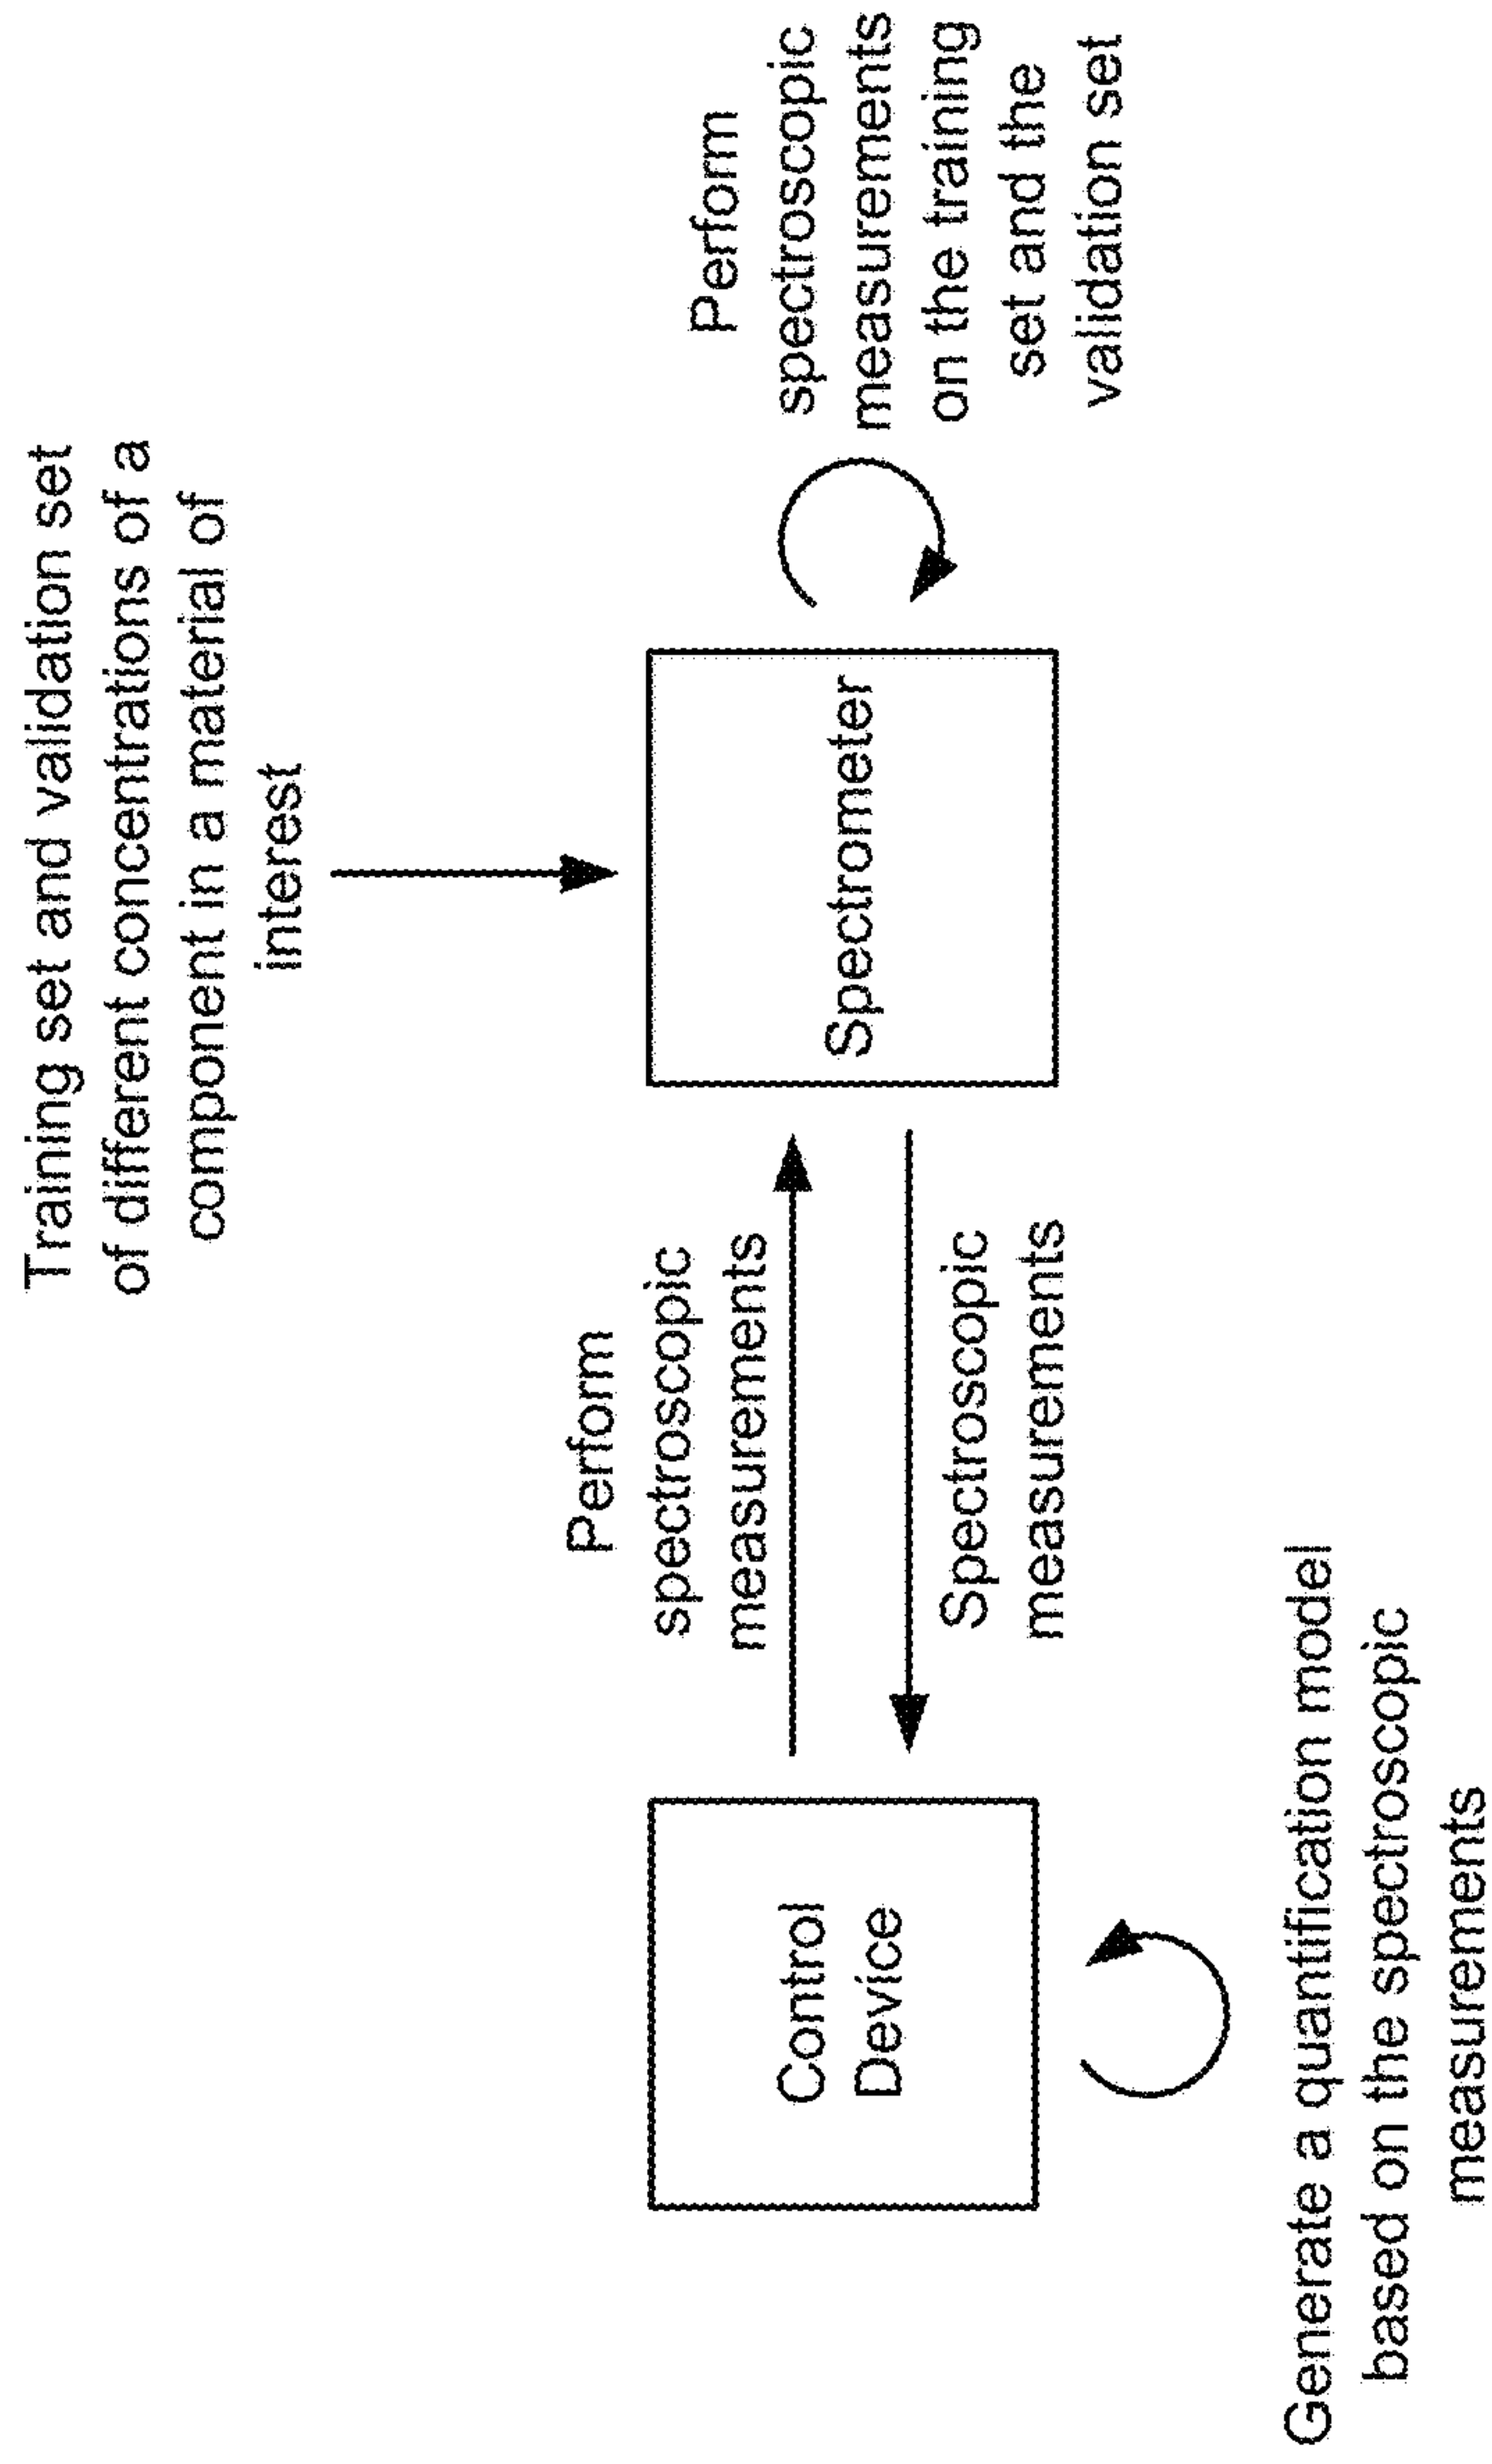 Training set and validation set
of different concentrations of a
component in a material of
interest
Perform
spectroscopic
measurements
Spectroscopic
measurements
Control
Device
Spectrometer
Perform
spectroscopic
measurements
on the training
set and the
validation set
Generate a quantification model
based on the spectroscopic
measurements